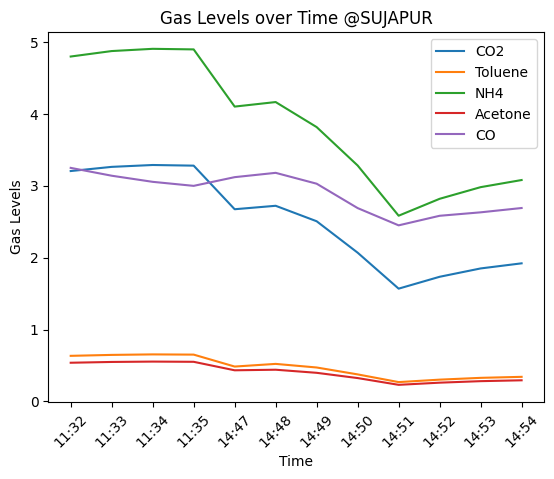 Gas Levels over Time @SUJAPUR
CO2
Toluene
NH4
Acetone
CO
Gas Levels
5
4
3
2
1
0
11:32
11:33
11:34
11:35
14:47
14:48
14:49
14:50
14:51
14:52
14:53
14:54
Time